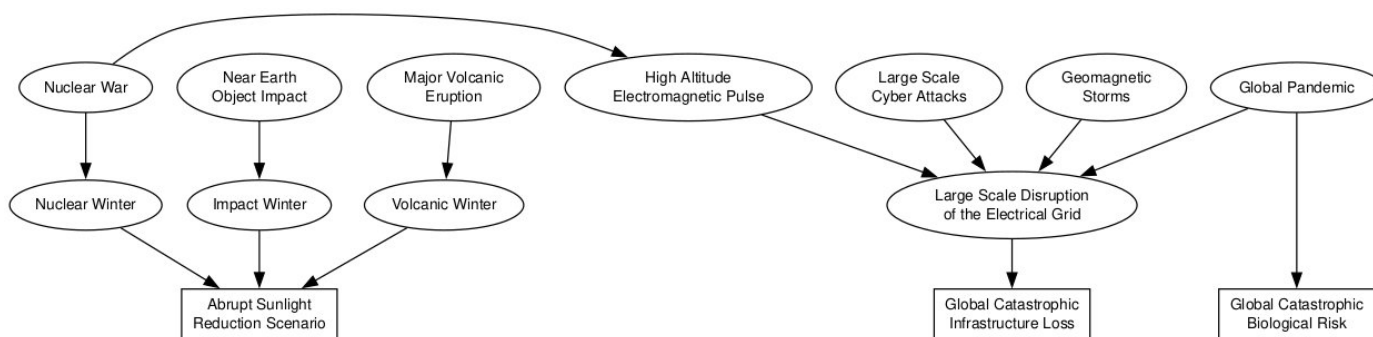 Nuclear War
Near Earth
Object Impact
Major Volcanic
Eruption
High Altitude
Electromagnetic Pulse
Large Scale
Cyber Attacks
Geomagnetic
Storms
Global Pandemic
Nuclear Winter
Impact Winter
Volcanic Winter
Large Scale Disruption
of the Electrical Grid
Abrupt Sunlight
Reduction Scenario
Global Catastrophic
Infrastructure Loss
Global Catastrophic
Biological Risk